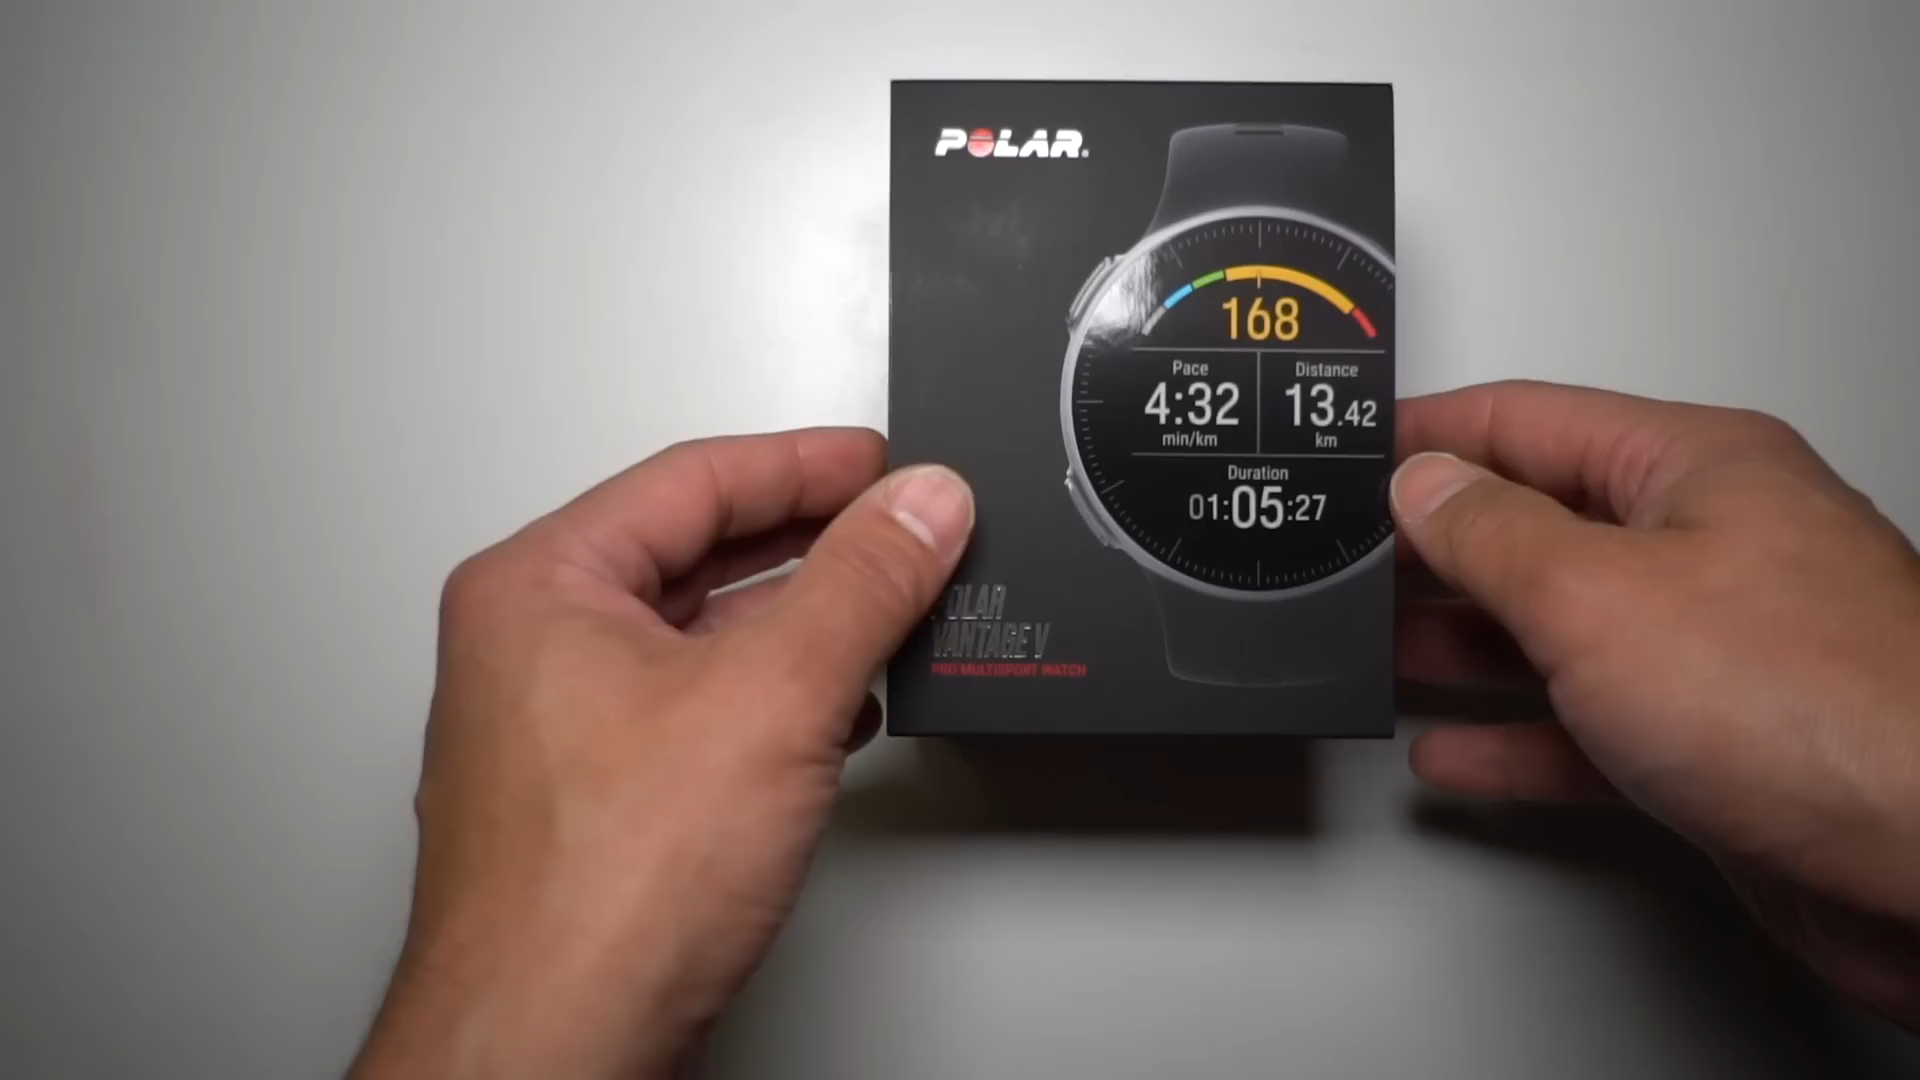 POLAR
168
Pace
4:32
min/km
Distance
13.42
km
Duration
01:05:27
POLAR
VANTAGE V
PRO MULTISPORT WATCH